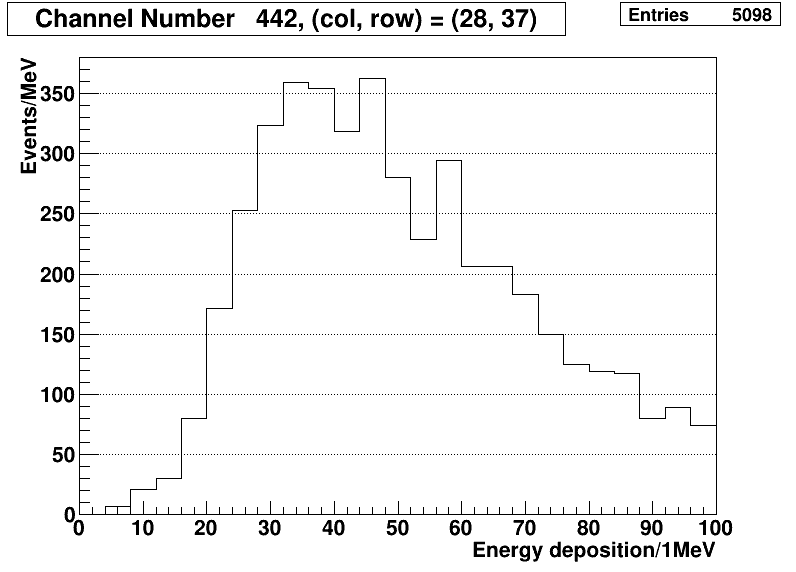 Channel Number 442, (col, row) = (28, 37)
Entries 5098
Events/MeV
350
300
250
200
150
100
50
0
0 10 20 30 40 50 60 70 80 90 100
Energy deposition/1MeV